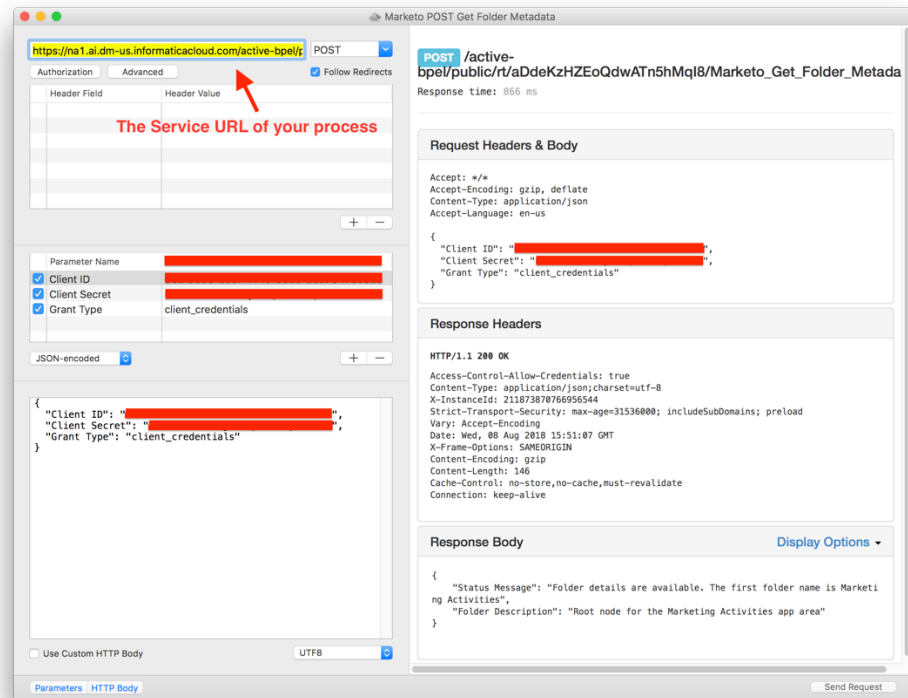 Marketo POST Get Folder Metadata
https://na1.ai.dm-us.informaticacloud.com/active-bpel/p
POST
Authorization Advanced Follow Redirects
Header Field Header Value
The Service URL of your process
+ −
Parameter Name
Client ID
Client Secret
Grant Type client_credentials
JSON-encoded + −
{
"Client ID": "",
"Client Secret": "",
"Grant Type": "client_credentials"
}
Use Custom HTTP Body UTF8
Parameters HTTP Body
POST /active-
bpel/public/rt/aDdeKzHZEoQdwATn5hMqI8/Marketo_Get_Folder_Metada
Response time: 866 ms
Request Headers & Body
Accept: */*
Accept-Encoding: gzip, deflate
Content-Type: application/json
Accept-Language: en-us
{
"Client ID": "",
"Client Secret": "",
"Grant Type": "client_credentials"
}
Response Headers
HTTP/1.1 200 OK
Access-Control-Allow-Credentials: true
Content-Type: application/json;charset=utf-8
X-InstanceId: 211873870766956544
Strict-Transport-Security: max-age=31536000; includeSubDomains; preload
Vary: Accept-Encoding
Date: Wed, 08 Aug 2018 15:51:07 GMT
X-Frame-Options: SAMEORIGIN
Content-Encoding: gzip
Content-Length: 146
Cache-Control: no-store,no-cache,must-revalidate
Connection: keep-alive
Response Body Display Options
{
"Status Message": "Folder details are available. The first folder name is Marketi
ng Activities",
"Folder Description": "Root node for the Marketing Activities app area"
}
Send Request